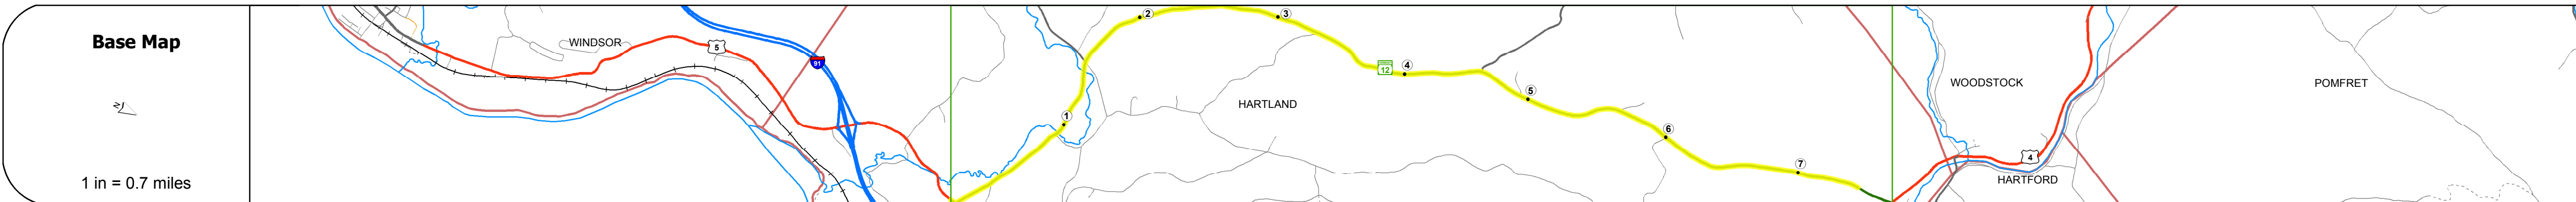 Base Map
N
1 in = 0.7 miles
WINDSOR
5
91
1
2
3
HARTLAND
12
4
5
6
7
WOODSTOCK
4
HARTFORD
POMFRET